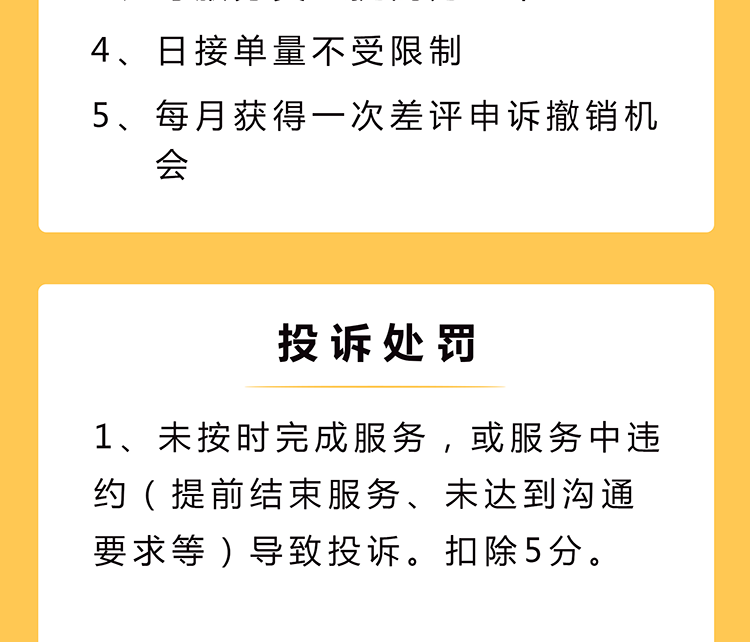 4、日接单量不受限制
5、每月获得一次差评申诉撤销机
会
投诉处罚
1、未按时完成服务，或服务中违
约（提前结束服务、未达到沟通
要求等）导致投诉。扣除5分。